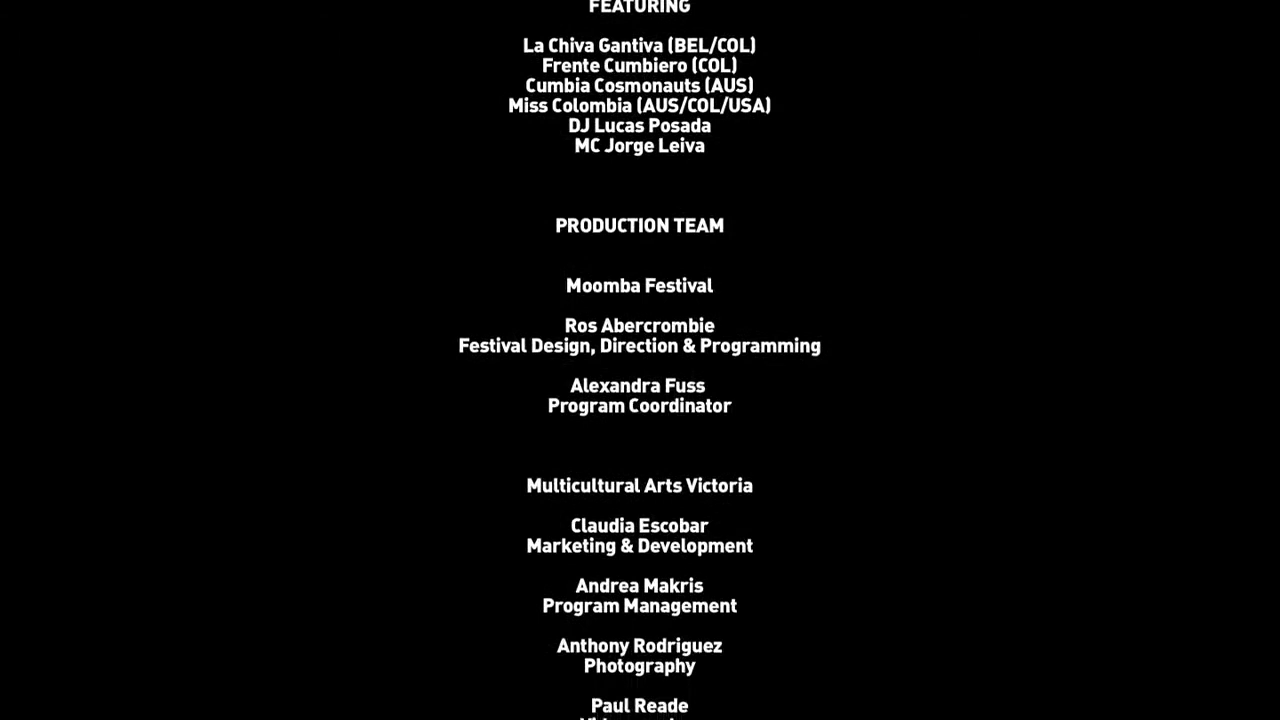 FEATURING
La Chiva Gantiva (BEL/COL)
Frente Cumbiero (COL)
Cumbia Cosmonauts (AUS)
Miss Colombia (AUS/COL/USA)
DJ Lucas Posada
MC Jorge Leiva
PRODUCTION TEAM
Moomba Festival
Ros Abercrombie
Festival Design, Direction & Programming
Alexandra Fuss
Program Coordinator
Multicultural Arts Victoria
Claudia Escobar
Marketing & Development
Andrea Makris
Program Management
Anthony Rodriguez
Photography
Paul Reade